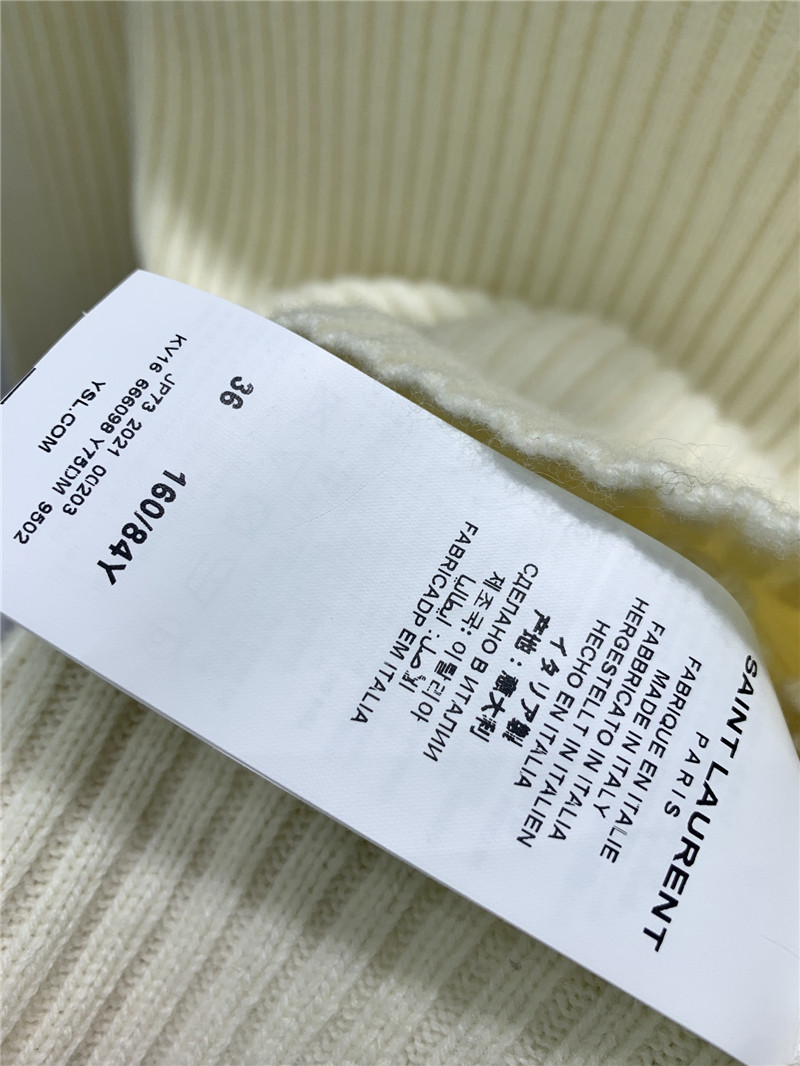 SAINT LAURENT
PARIS
FABRIQUE EN ITALIE
MADE IN ITALY
FABBRICATO IN ITALIA
HERGESTELLT IN ITALIEN
HECHO EN ITALIA
イタリア製
产地：意大利
СДЕЛАНО В ИТАЛИИ
제조국: 이탈리아
FABRICADP EM ITALIA
36 160/84Y
JP73 2021 00203
KV16 666098 Y75DM 9502
YSL.COM